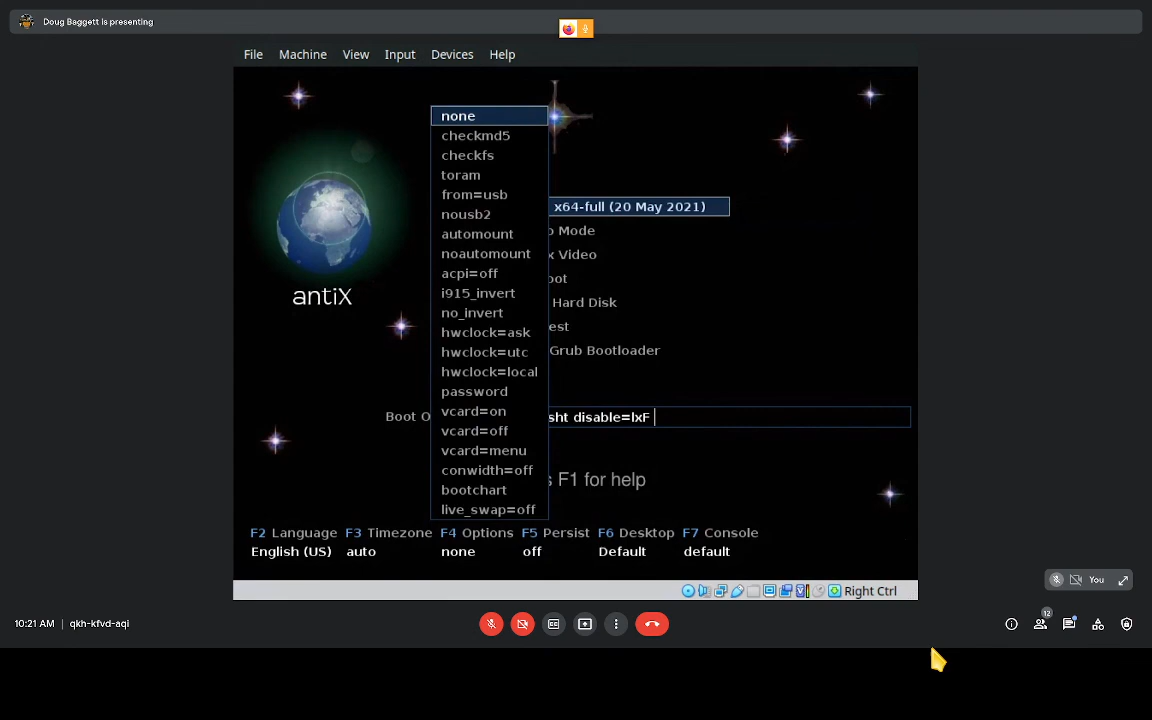 Doug Baggett is presenting
File Machine View Input Devices Help
none
checkmd5
checkfs
toram
from=usb
nousb2
automount
noautomount
acpi=off
i915_invert
no_invert
hwclock=ask
hwclock=utc
hwclock=local
password
vcard=on
vcard=off
vcard=menu
conwidth=off
bootchart
live_swap=off
x64-full (20 May 2021)
Mode
Video
Hard Disk
Grub Bootloader
antiX
Boot O
sht disable=lxF
F1 for help
F2 Language F3 Timezone F4 Options F5 Persist F6 Desktop F7 Console
English (US) auto none off Default default
Right Ctrl
You
10:21 AM | qkh-kfvd-aqi
12